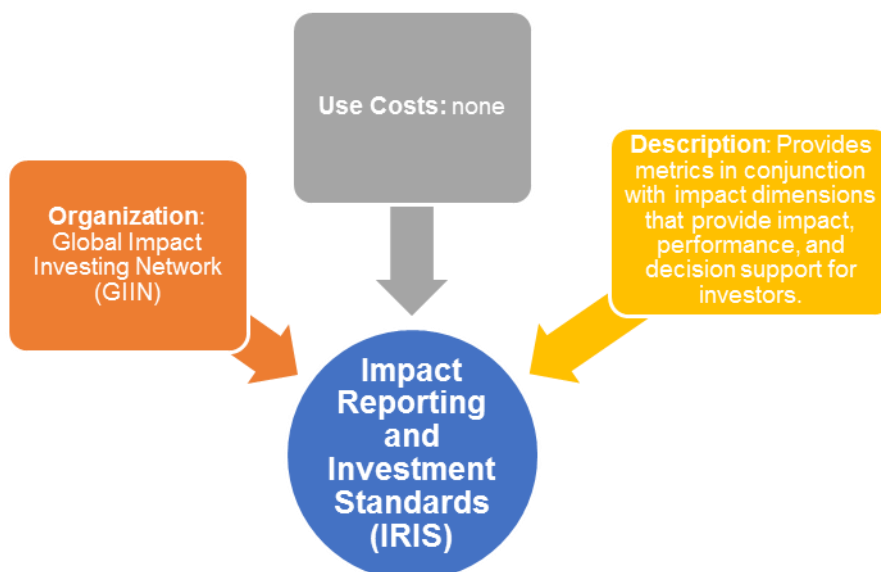 Use Costs: none
Organization:
Global Impact
Investing Network
(GIIN)
Description: Provides
metrics in conjunction
with impact dimensions
that provide impact,
performance, and
decision support for
investors.
Impact
Reporting
and
Investment
Standards
(IRIS)